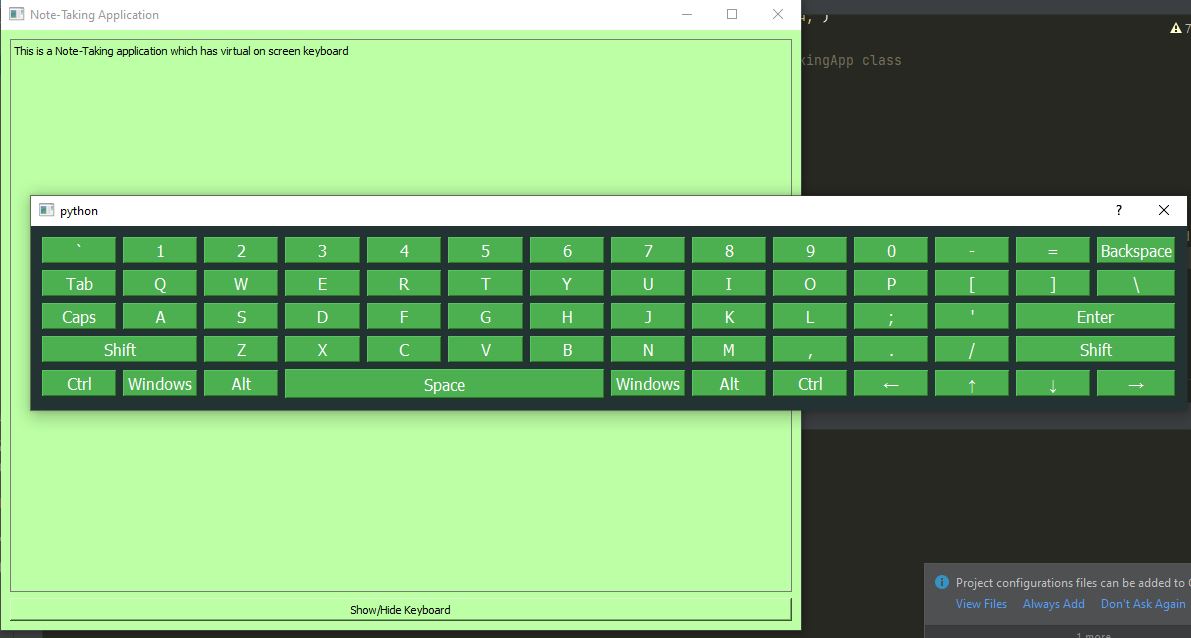 Note-Taking Application
This is a Note-Taking application which has virtual on screen keyboard
class
python ?
` 1 2 3 4 5 6 7 8 9 0 - = Backspace
Tab Q W E R T Y U I O P [ ] \
Caps A S D F G H J K L ; ' Enter
Shift Z X C V B N M , . / Shift
Ctrl Windows Alt Space Windows Alt Ctrl ← ↑ ↓ →
Show/Hide Keyboard
Project configurations files can be added to
View Files Always Add Don't Ask Again
1 more